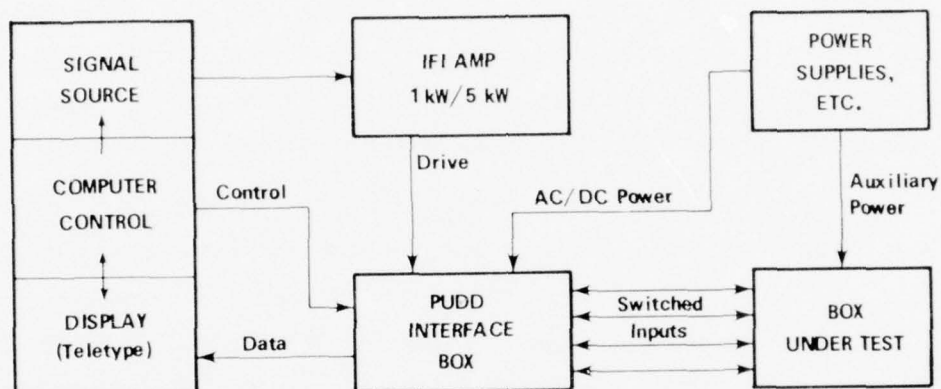 SIGNAL
SOURCE
IFI AMP
1 kW/5 kW
POWER
SUPPLIES,
ETC.
Drive
COMPUTER
CONTROL
Control
AC/DC Power
Auxiliary
Power
DISPLAY
(Teletype)
Data
PUDD
INTERFACE
BOX
Switched
Inputs
BOX
UNDER TEST